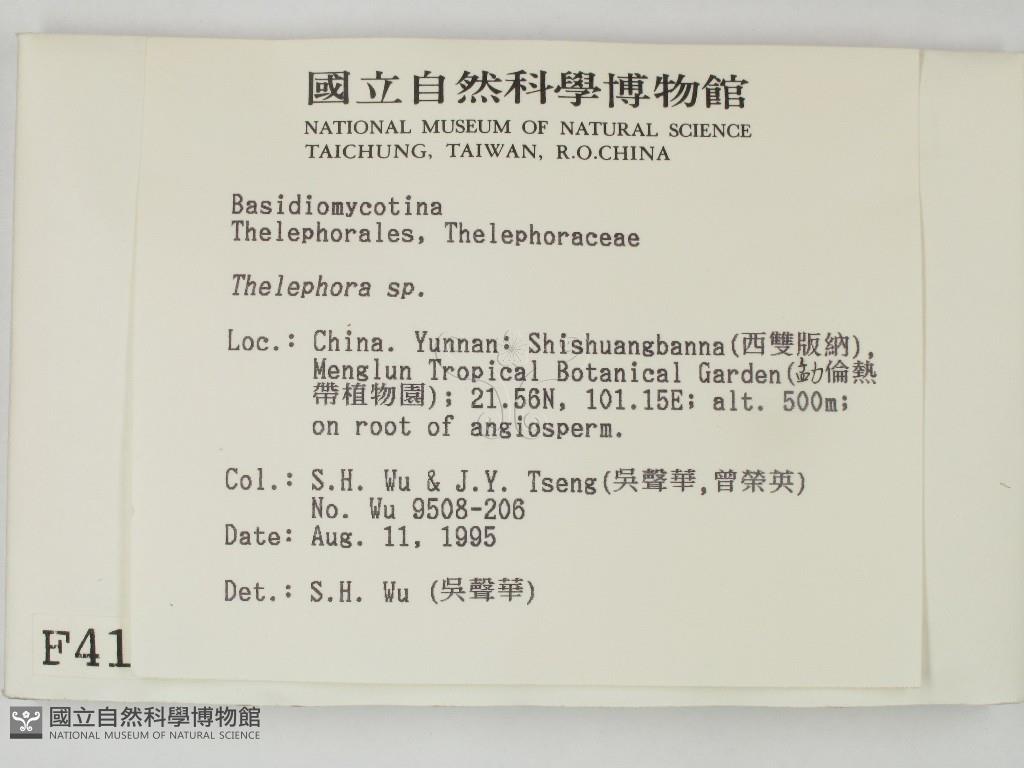 國立自然科學博物館
NATIONAL MUSEUM OF NATURAL SCIENCE
TAICHUNG, TAIWAN, R.O.CHINA
Basidiomycotina
Thelephorales, Thelephoraceae
Thelephora sp.
Loc.: China. Yunnan: Shishuangbanna(西雙版納),
Menglun Tropical Botanical Garden(勐倫熱
帶植物園); 21.56N, 101.15E; alt. 500m;
on root of angiosperm.
Col.: S.H. Wu & J.Y. Tseng(吳聲華,曾榮英)
No. Wu 9508-206
Date: Aug. 11, 1995
Det.: S.H. Wu (吳聲華)
F41
國立自然科學博物館
NATIONAL MUSEUM OF NATURAL SCIENCE